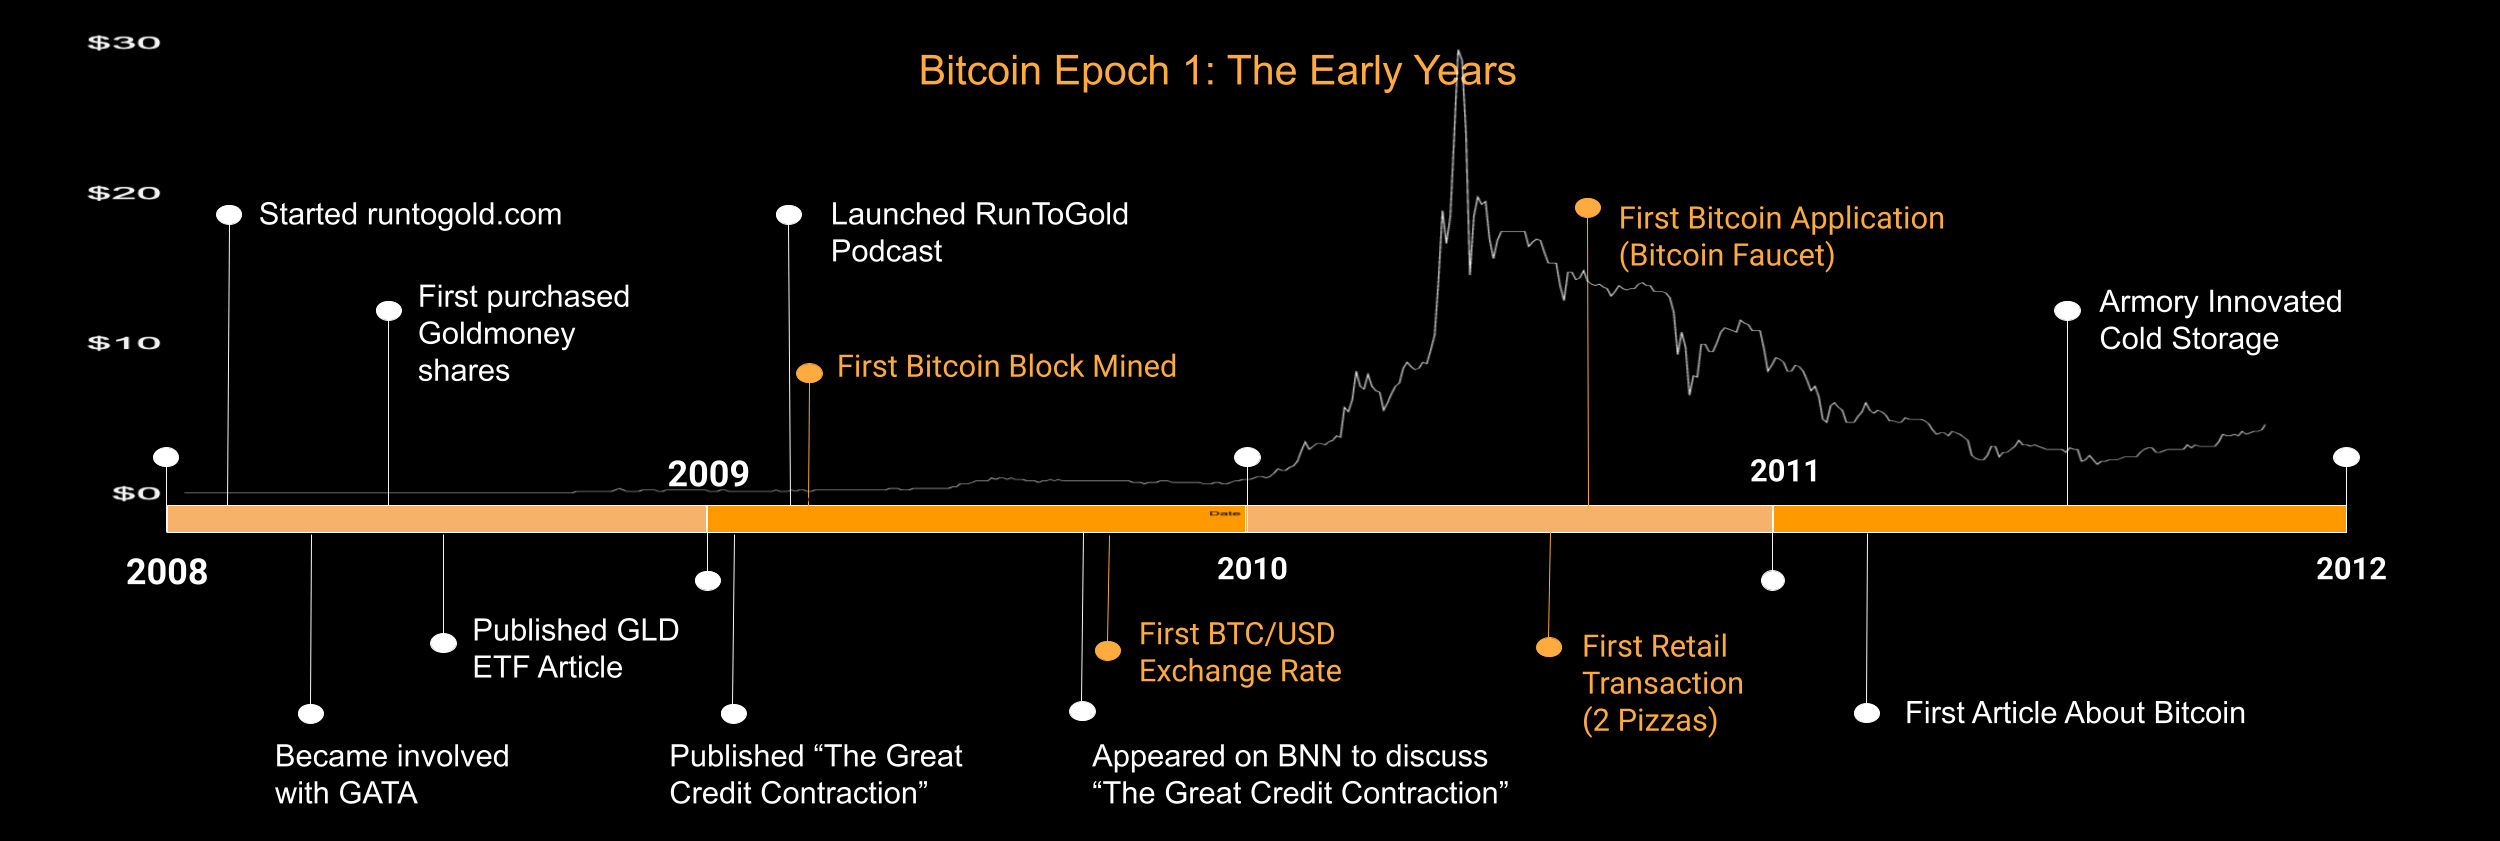 $30
Bitcoin Epoch 1: The Early Years
$20
Started runtogold.com
Launched RunToGold
Podcast
First Bitcoin Application
(Bitcoin Faucet)
First purchased
Goldmoney
shares
Armory Innovated
Cold Storage
$10
First Bitcoin Block Mined
2009
2011
$0
Date
2008
2010
2012
Published GLD
ETF Article
First BTC/USD
Exchange Rate
First Retail
Transaction
(2 Pizzas)
First Article About Bitcoin
Became involved
with GATA
Published “The Great
Credit Contraction”
Appeared on BNN to discuss
“The Great Credit Contraction”